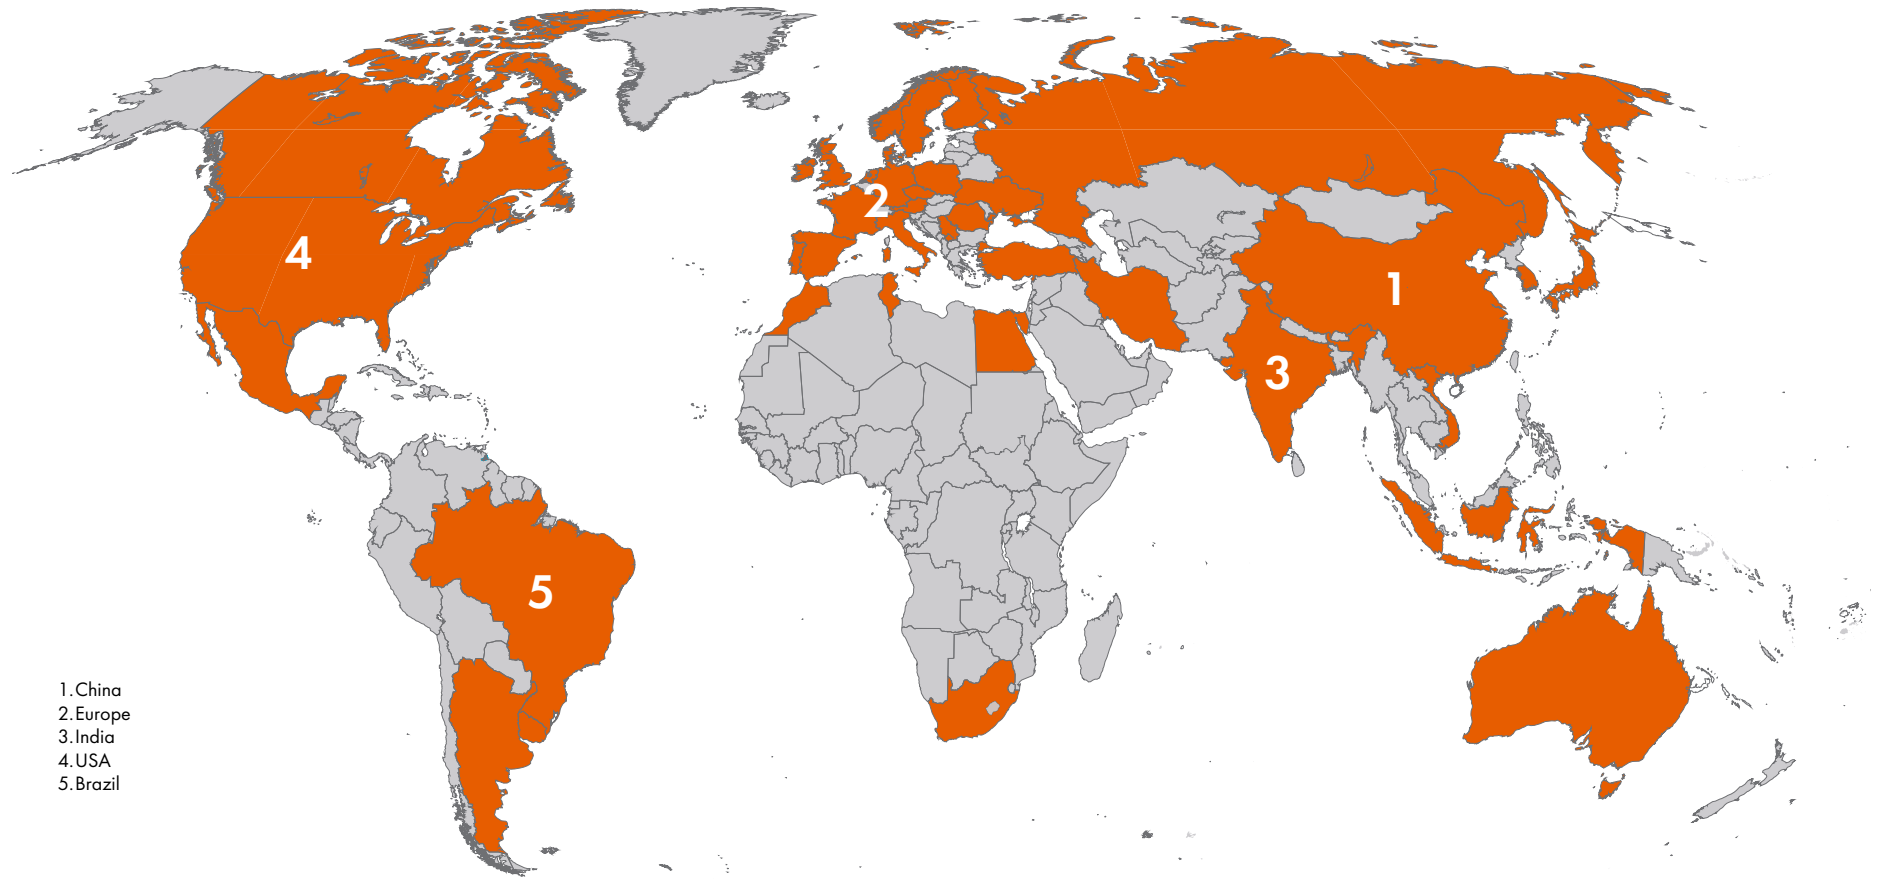 4
2
1
3
5
1. China
2. Europe
3. India
4. USA
5. Brazil